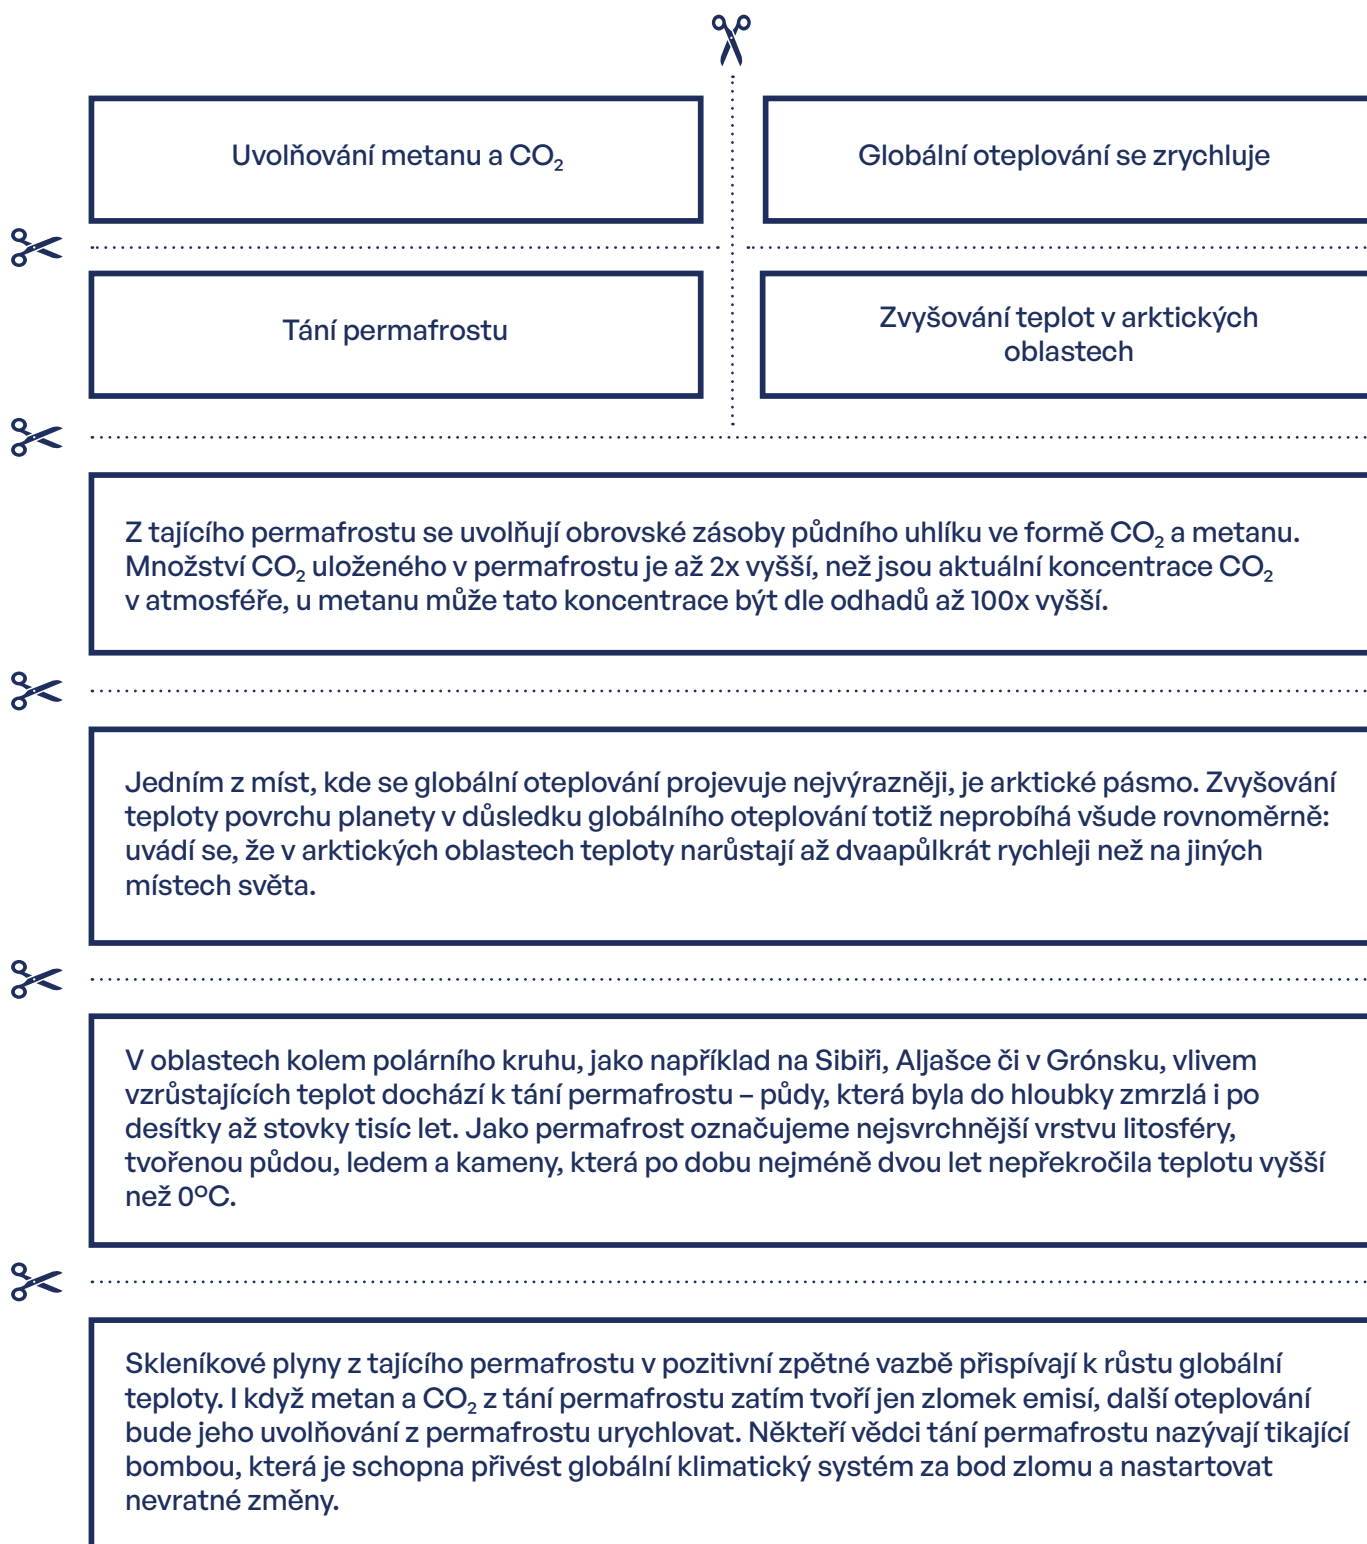 Uvolňování metanu a CO₂
Globální oteplování se zrychluje
Tání permafrostu
Zvyšování teplot v arktických
oblastech
Z tajícího permafrostu se uvolňují obrovské zásoby půdního uhlíku ve formě CO₂ a metanu.
Množství CO₂ uloženého v permafrostu je až 2x vyšší, než jsou aktuální koncentrace CO₂
v atmosféře, u metanu může tato koncentrace být dle odhadů až 100x vyšší.
Jedním z míst, kde se globální oteplování projevuje nejvýrazněji, je arktické pásmo. Zvyšování
teploty povrchu planety v důsledku globálního oteplování totiž neprobíhá všude rovnoměrně:
uvádí se, že v arktických oblastech teploty narůstají až dvaapůlkrát rychleji než na jiných
místech světa.
V oblastech kolem polárního kruhu, jako například na Sibiři, Aljašce či v Grónsku, vlivem
vzrůstajících teplot dochází k tání permafrostu – půdy, která byla do hloubky zmrzlá i po
desítky až stovky tisíc let. Jako permafrost označujeme nejsvrchnější vrstvu litosféry,
tvořenou půdou, ledem a kameny, která po dobu nejméně dvou let nepřekročila teplotu vyšší
než 0°C.
Skleníkové plyny z tajícího permafrostu v pozitivní zpětné vazbě přispívají k růstu globální
teploty. I když metan a CO₂ z tání permafrostu zatím tvoří jen zlomek emisí, další oteplování
bude jeho uvolňování z permafrostu urychlovat. Někteří vědci tání permafrostu nazývají tikající
bombou, která je schopna přivést globální klimatický systém za bod zlomu a nastartovat
nevratné změny.